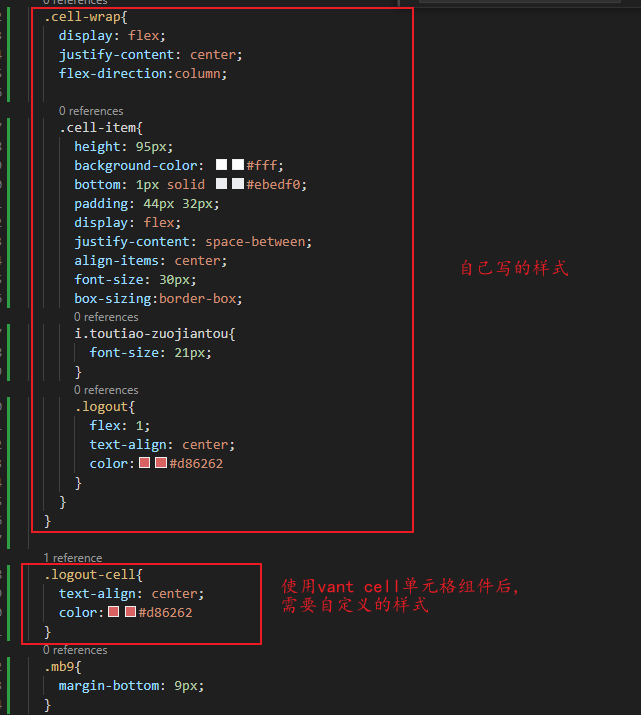 0 references
.cell-wrap{
display: flex;
justify-content: center;
flex-direction:column;
0 references
.cell-item{
height: 95px;
background-color: #fff;
bottom: 1px solid #ebedf0;
padding: 44px 32px;
display: flex;
justify-content: space-between;
align-items: center;
font-size: 30px;
box-sizing:border-box;
自己写的样式
0 references
i.toutiao-zuojiantou{
font-size: 21px;
}
0 references
.logout{
flex: 1;
text-align: center;
color:#d86262
}
}
}
1 reference
.logout-cell{
text-align: center;
color:#d86262
}
使用vant cell单元格组件后,
需要自定义的样式
0 references
.mb9{
margin-bottom: 9px;
}